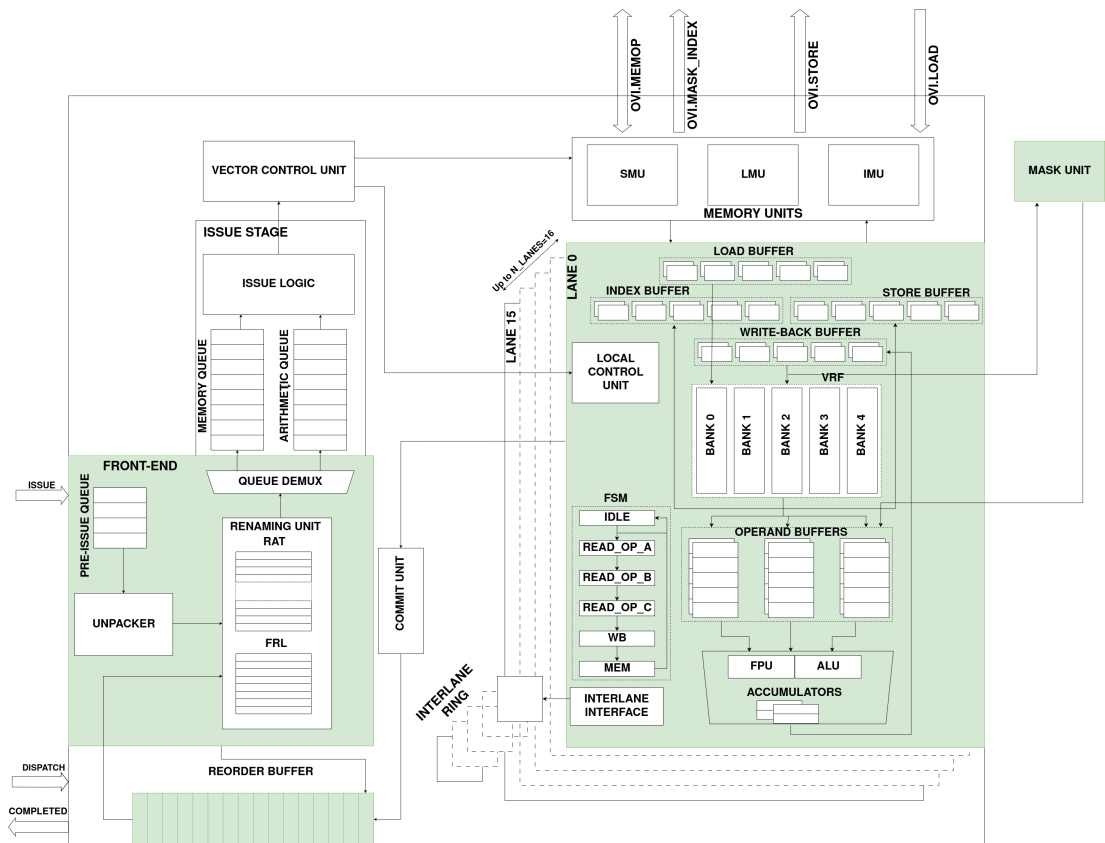 OVI.MEMOP
OVI.MASK_INDEX
OVI.STORE
OVI.LOAD
VECTOR CONTROL UNIT
SMU
LMU
IMU
MEMORY UNITS
MASK UNIT
ISSUE STAGE
ISSUE LOGIC
MEMORY QUEUE
ARITHMETIC QUEUE
Up to N_LANES=16
LANE 15
LANE 0
LOAD BUFFER
INDEX BUFFER
STORE BUFFER
WRITE-BACK BUFFER
LOCAL
CONTROL
UNIT
VRF
BANK 0
BANK 1
BANK 2
BANK 3
BANK 4
FRONT-END
ISSUE
PRE-ISSUE QUEUE
QUEUE DEMUX
RENAMING UNIT
RAT
FRL
UNPACKER
COMMIT UNIT
FSM
IDLE
READ_OP_A
READ_OP_B
READ_OP_C
WB
MEM
OPERAND BUFFERS
FPU
ALU
ACCUMULATORS
INTERLANE
INTERFACE
INTERLANE
RING
DISPATCH
REORDER BUFFER
COMPLETED